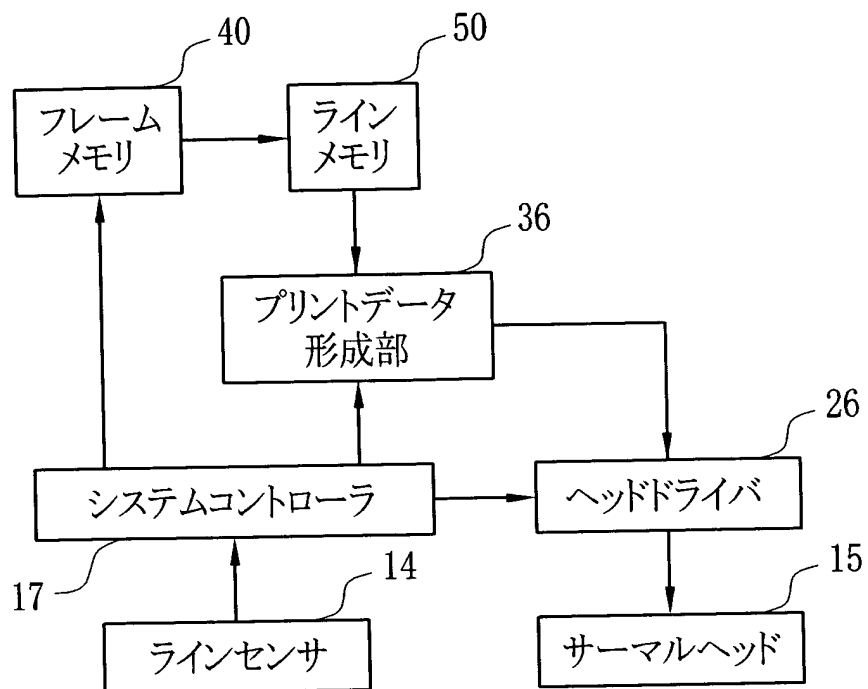 40
50
フレーム
メモリ
ライン
メモリ
36
プリントデータ
形成部
26
システムコントローラ
ヘッドドライバ
17
14
15
ラインセンサ
サーマルヘッド